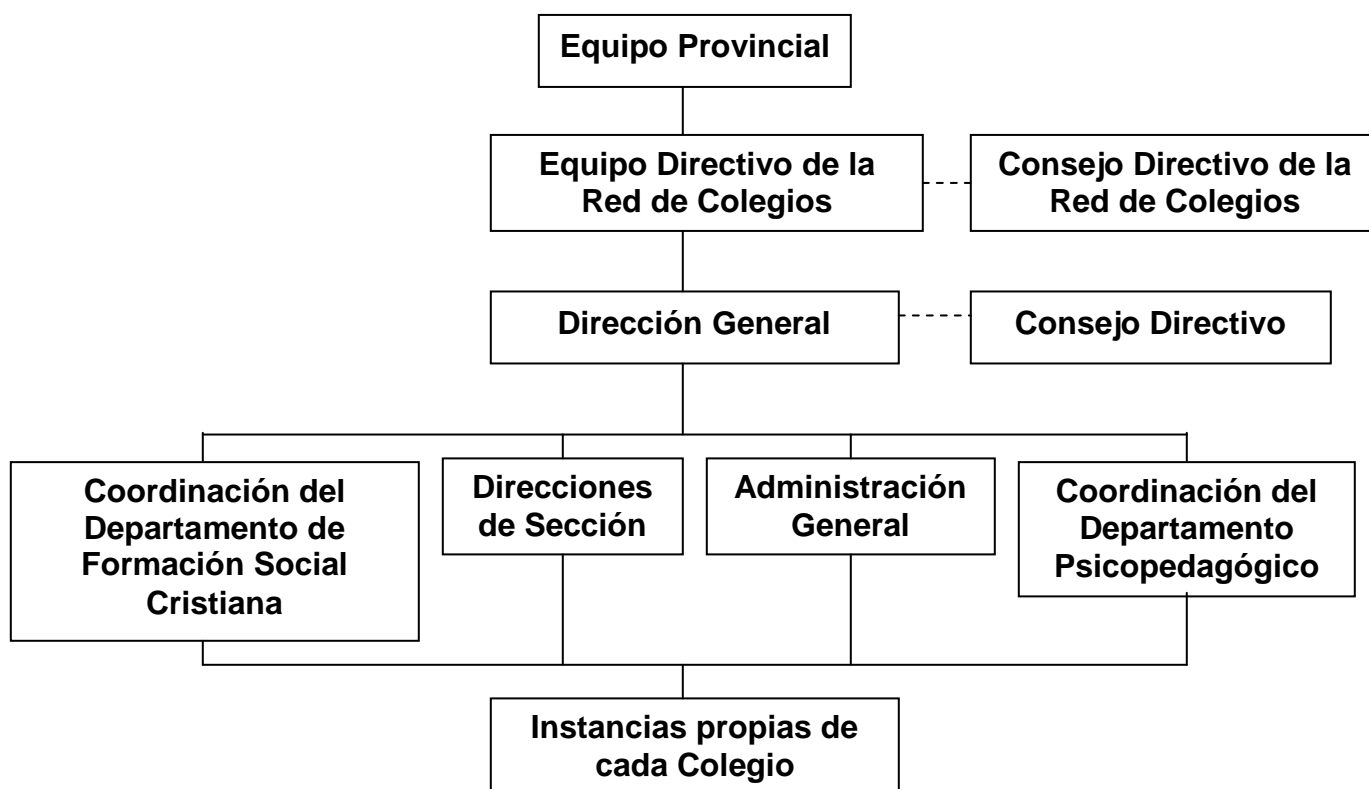 Equipo Provincial
Equipo Directivo de la
Red de Colegios
Consejo Directivo de la
Red de Colegios
Dirección General
Consejo Directivo
Coordinación del
Departamento de
Formación Social
Cristiana
Direcciones
de Sección
Administración
General
Coordinación del
Departamento
Psicopedagógico
Instancias propias de
cada Colegio